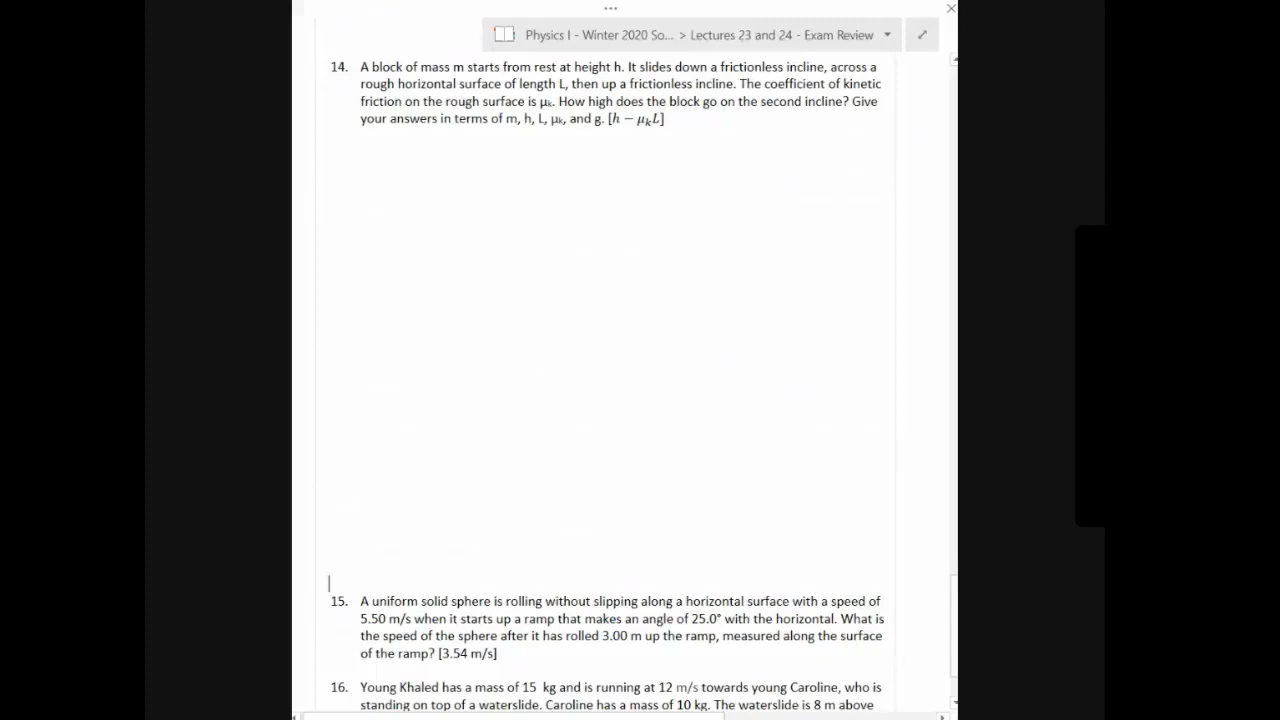 Physics I - Winter 2020 So... > Lectures 23 and 24 - Exam Review
14. A block of mass m starts from rest at height h. It slides down a frictionless incline, across a
rough horizontal surface of length L, then up a frictionless incline. The coefficient of kinetic
friction on the rough surface is μₖ. How high does the block go on the second incline? Give
your answers in terms of m, h, L, μₖ, and g. [h − μₖL]
15. A uniform solid sphere is rolling without slipping along a horizontal surface with a speed of
5.50 m/s when it starts up a ramp that makes an angle of 25.0° with the horizontal. What is
the speed of the sphere after it has rolled 3.00 m up the ramp, measured along the surface
of the ramp? [3.54 m/s]
16. Young Khaled has a mass of 15 kg and is running at 12 m/s towards young Caroline, who is
standing on top of a waterslide. Caroline has a mass of 10 kg. The waterslide is 8 m above